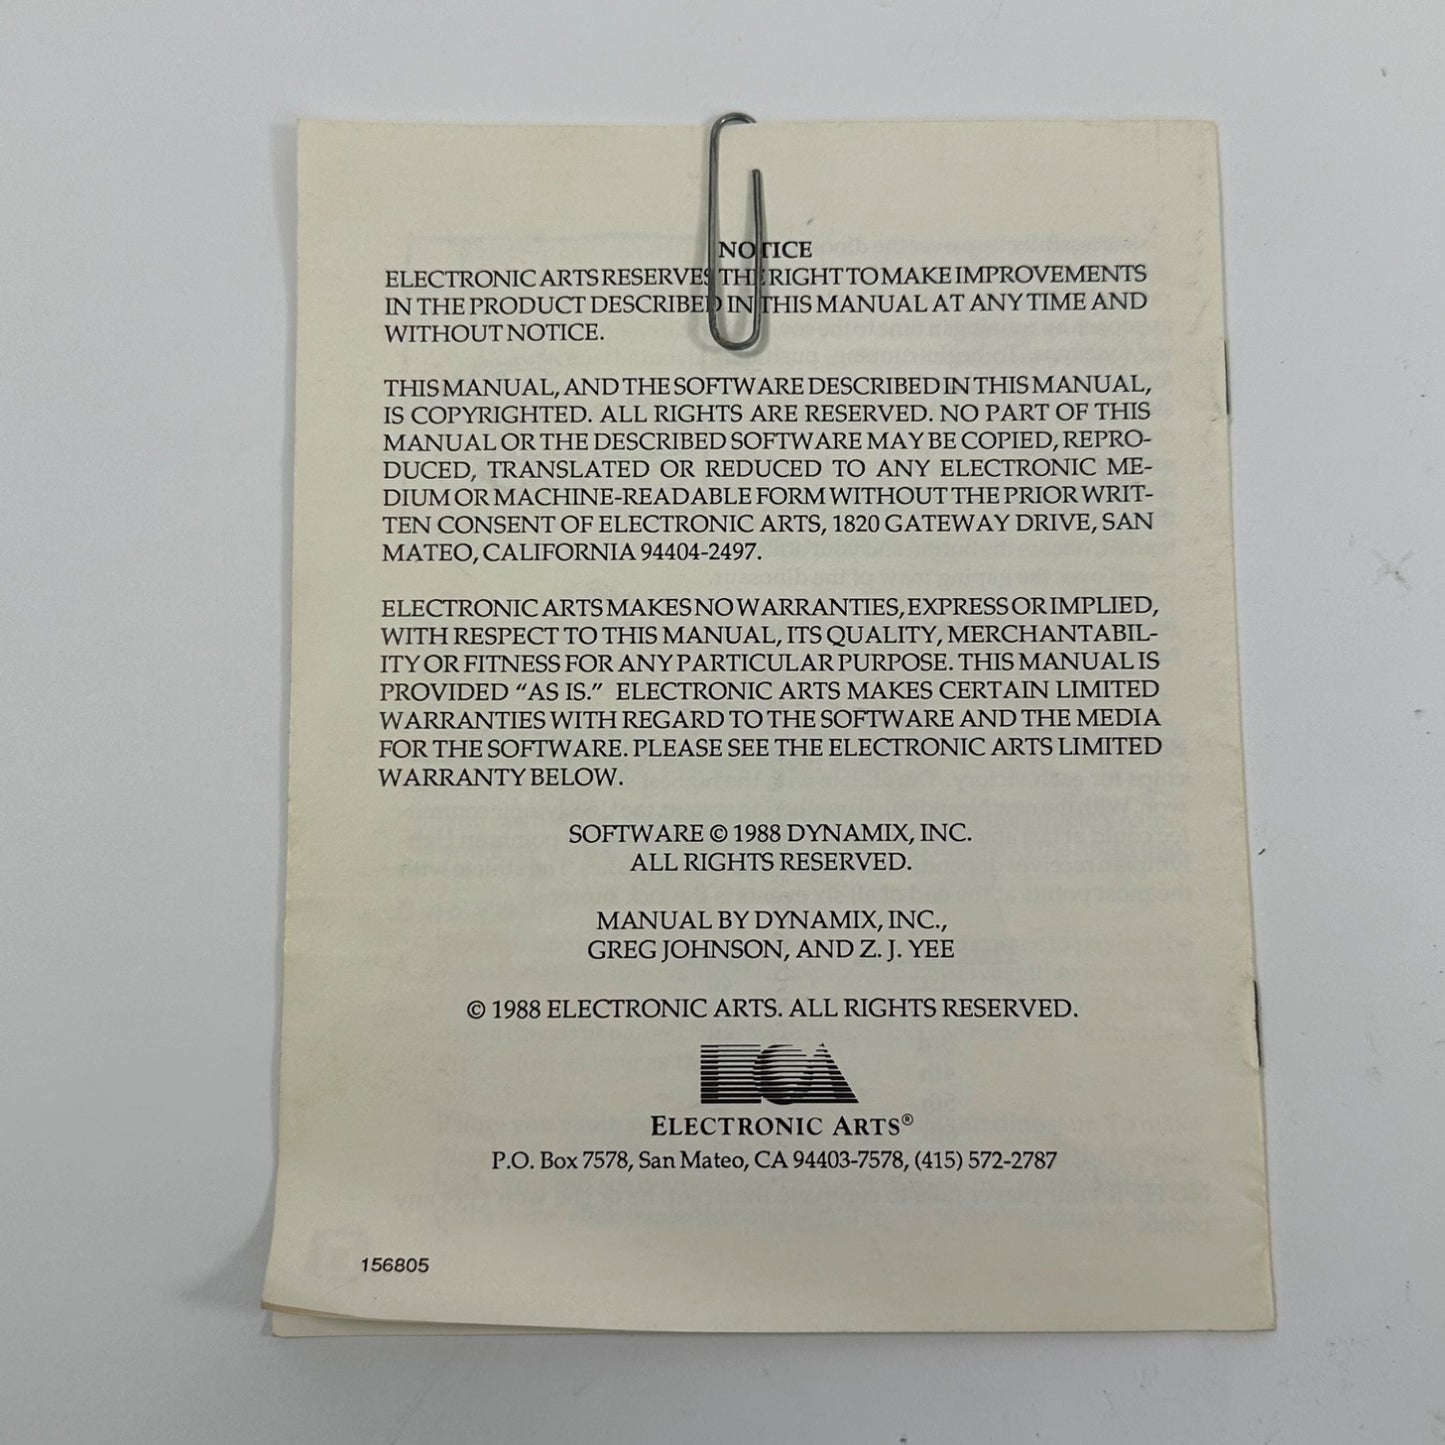 NOTICE
ELECTRONIC ARTS RESERVES THE RIGHT TO MAKE IMPROVEMENTS
IN THE PRODUCT DESCRIBED IN THIS MANUAL AT ANY TIME AND
WITHOUT NOTICE.
THIS MANUAL, AND THE SOFTWARE DESCRIBED IN THIS MANUAL,
IS COPYRIGHTED. ALL RIGHTS ARE RESERVED. NO PART OF THIS
MANUAL OR THE DESCRIBED SOFTWARE MAY BE COPIED, REPRO-
DUCED, TRANSLATED OR REDUCED TO ANY ELECTRONIC ME-
DIUM OR MACHINE-READABLE FORM WITHOUT THE PRIOR WRIT-
TEN CONSENT OF ELECTRONIC ARTS, 1820 GATEWAY DRIVE, SAN
MATEO, CALIFORNIA 94404-2497.
ELECTRONIC ARTS MAKES NO WARRANTIES, EXPRESS OR IMPLIED,
WITH RESPECT TO THIS MANUAL, ITS QUALITY, MERCHANTABIL-
ITY OR FITNESS FOR ANY PARTICULAR PURPOSE. THIS MANUAL IS
PROVIDED “AS IS.” ELECTRONIC ARTS MAKES CERTAIN LIMITED
WARRANTIES WITH REGARD TO THE SOFTWARE AND THE MEDIA
FOR THE SOFTWARE. PLEASE SEE THE ELECTRONIC ARTS LIMITED
WARRANTY BELOW.
SOFTWARE © 1988 DYNAMIX, INC.
ALL RIGHTS RESERVED.
MANUAL BY DYNAMIX, INC.,
GREG JOHNSON, AND Z. J. YEE
© 1988 ELECTRONIC ARTS. ALL RIGHTS RESERVED.
ELECTRONIC ARTS®
P.O. Box 7578, San Mateo, CA 94403-7578, (415) 572-2787
156805